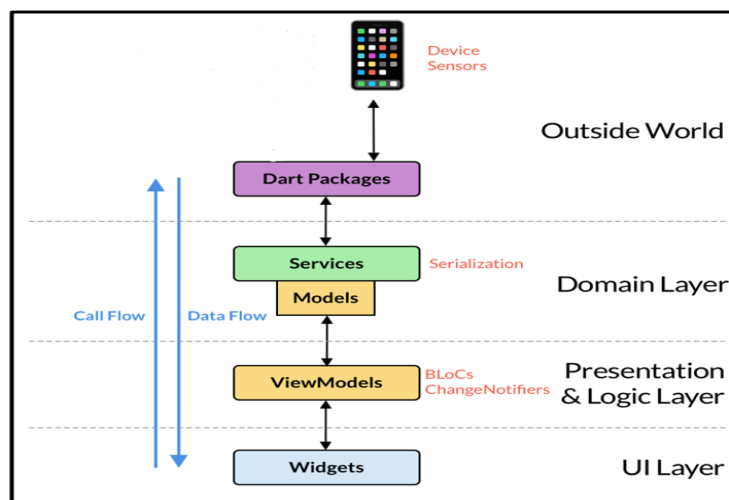 Device
Sensors
Outside World
Dart Packages
Services
Serialization
Domain Layer
Models
Call Flow
Data Flow
ViewModels
BLoCs
ChangeNotifiers
Presentation
& Logic Layer
Widgets
UI Layer